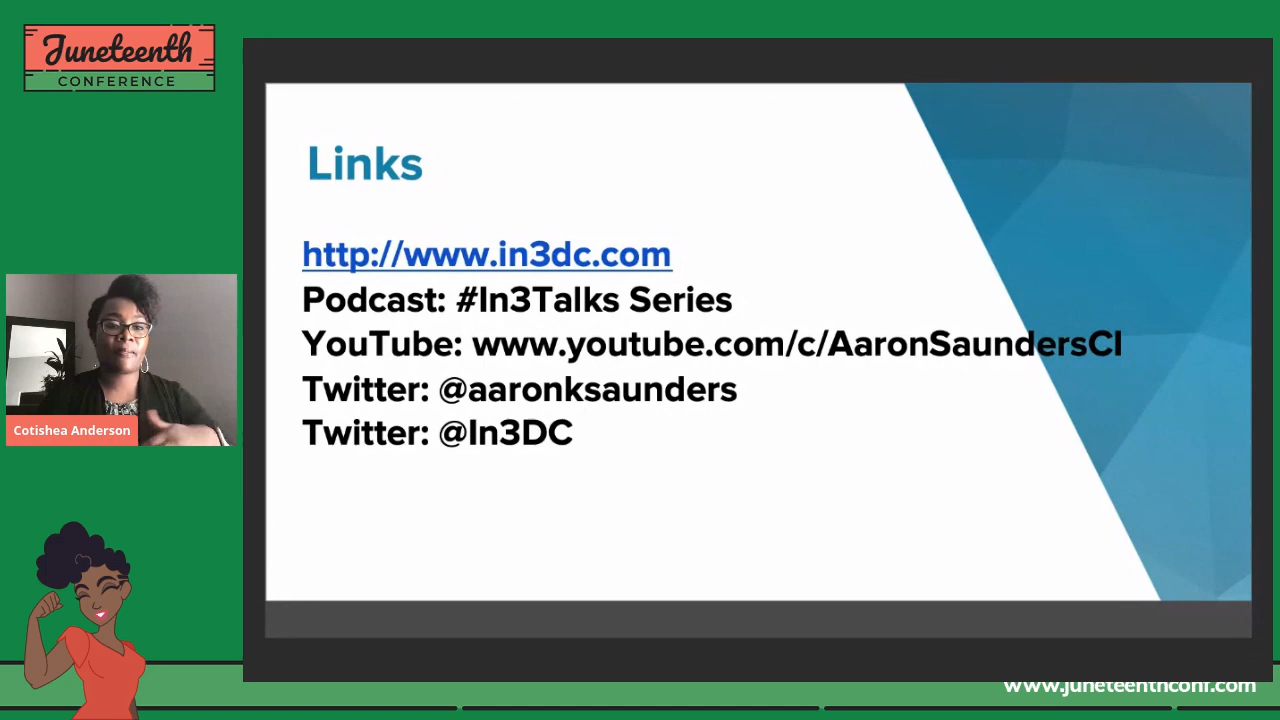 Juneteenth
CONFERENCE
Links
http://www.in3dc.com
Podcast: #In3Talks Series
YouTube: www.youtube.com/c/AaronSaundersCI
Twitter: @aaronksaunders
Twitter: @In3DC
Cotishea Anderson
www.juneteenthconf.com